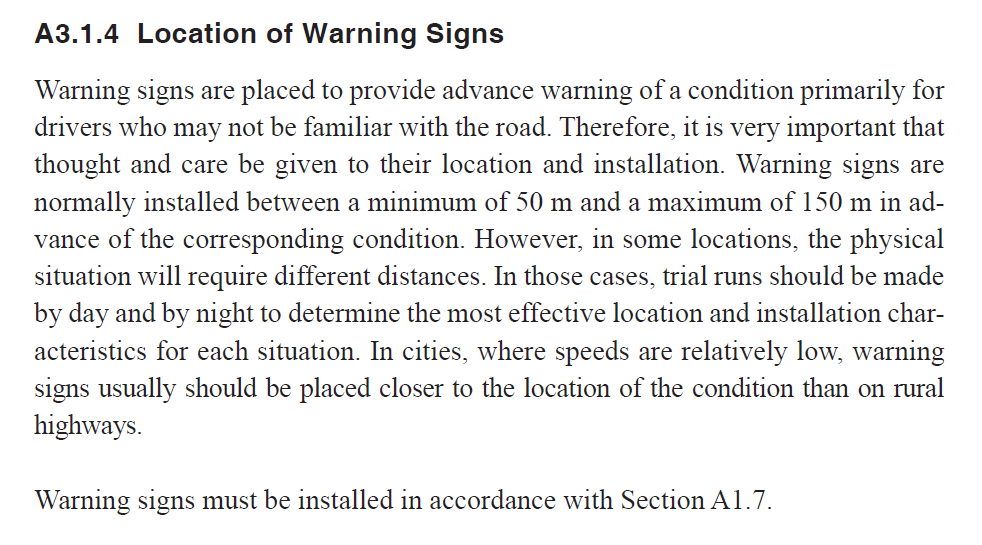 A3.1.4 Location of Warning Signs
Warning signs are placed to provide advance warning of a condition primarily for
drivers who may not be familiar with the road. Therefore, it is very important that
thought and care be given to their location and installation. Warning signs are
normally installed between a minimum of 50 m and a maximum of 150 m in ad-
vance of the corresponding condition. However, in some locations, the physical
situation will require different distances. In those cases, trial runs should be made
by day and by night to determine the most effective location and installation char-
acteristics for each situation. In cities, where speeds are relatively low, warning
signs usually should be placed closer to the location of the condition than on rural
highways.
Warning signs must be installed in accordance with Section A1.7.